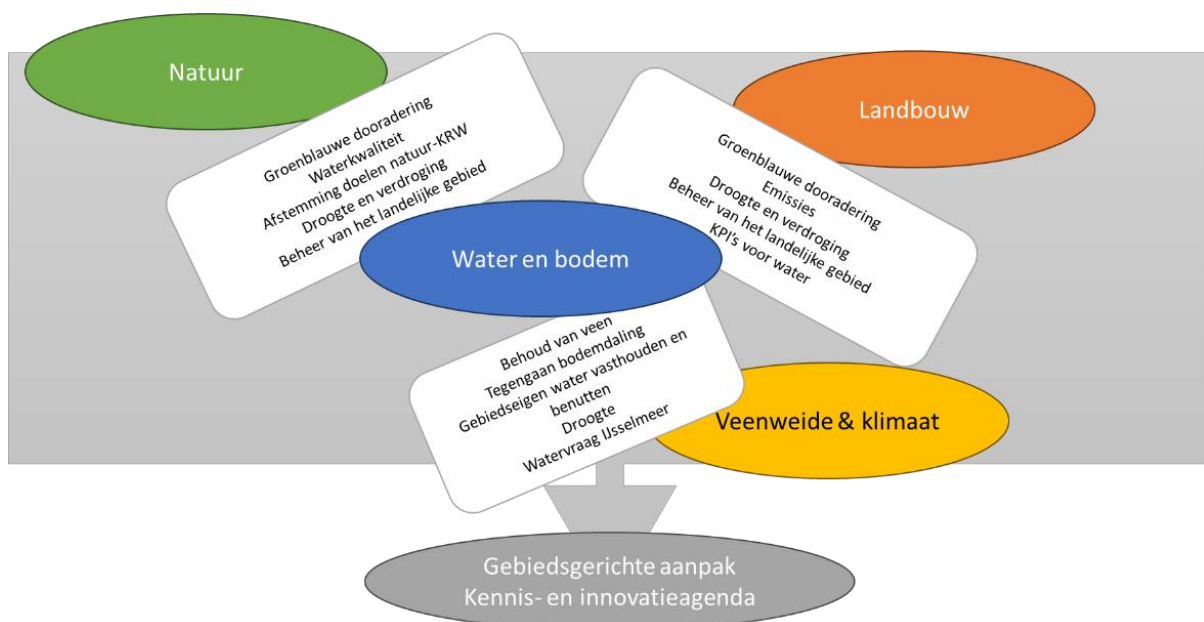 Natuur
Landbouw
Groenblauwe dooradering
Waterkwaliteit
Afstemming doelen natuur-KRW
Droogte en verdroging
Beheer van het landelijke gebied
Groenblauwe dooradering
Emissies
Droogte en verdroging
Beheer van het landelijke gebied
KPI's voor water
Water en bodem
Behoud van veen
Tegengaan bodemdaling
Gebiedseigen water vasthouden en
benutten
Droogte
Watervraag IJsselmeer
Veenweide & klimaat
Gebiedsgerichte aanpak
Kennis- en innovatieagenda